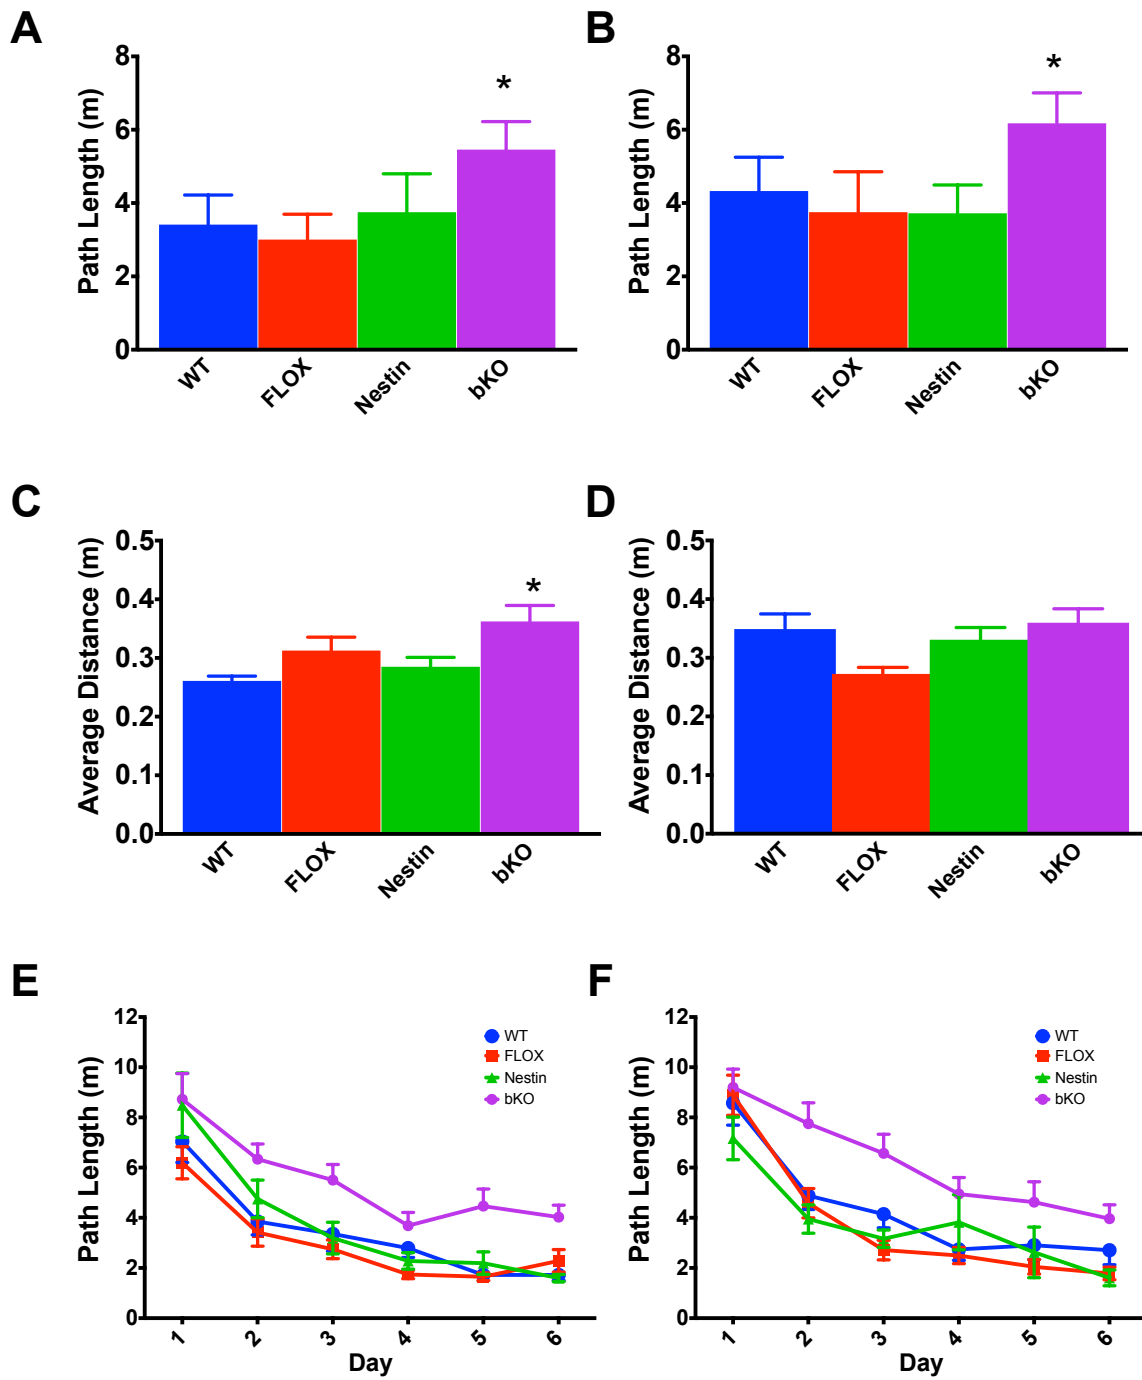 A
Path Length (m)
8
6
4
2
0
*
WT
FLOX
Nestin
bKO
B
Path Length (m)
8
6
4
2
0
*
WT
FLOX
Nestin
bKO
C
Average Distance (m)
0.5
0.4
0.3
0.2
0.1
0.0
*
WT
FLOX
Nestin
bKO
D
Average Distance (m)
0.5
0.4
0.3
0.2
0.1
0.0
WT
FLOX
Nestin
bKO
E
Path Length (m)
12
10
8
6
4
2
0
WT
FLOX
Nestin
bKO
1 2 3 4 5 6
Day
F
Path Length (m)
12
10
8
6
4
2
0
WT
FLOX
Nestin
bKO
1 2 3 4 5 6
Day